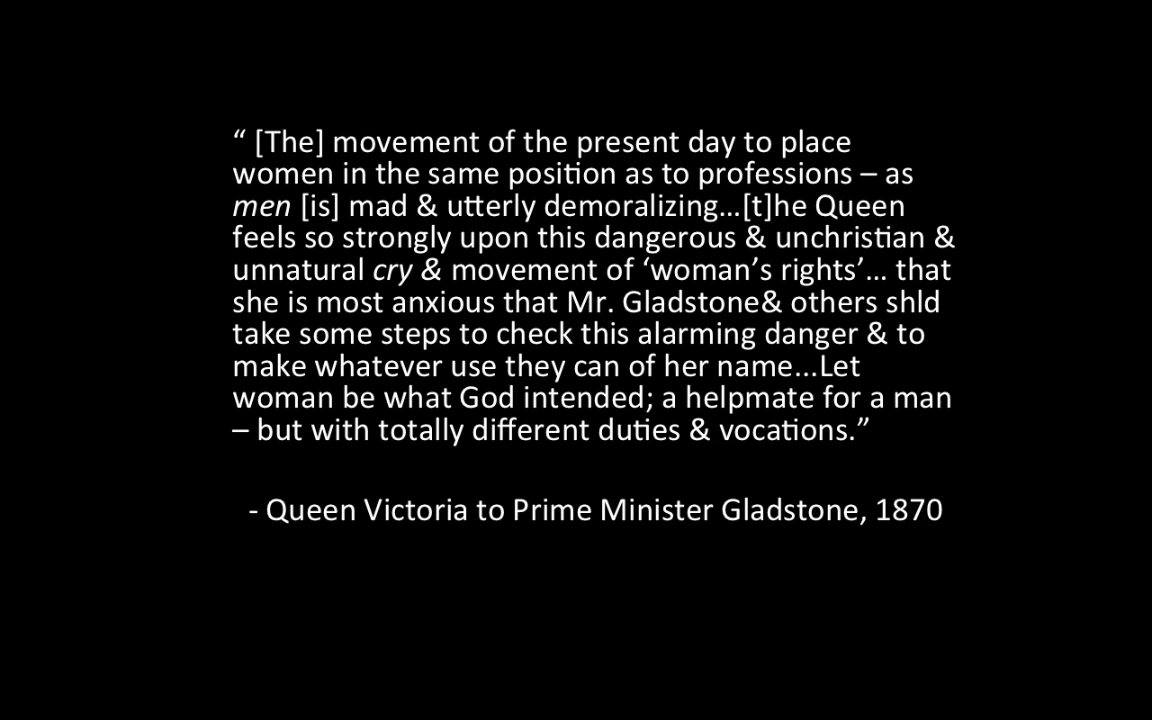 “ [The] movement of the present day to place
women in the same position as to professions – as
men [is] mad & utterly demoralizing…[t]he Queen
feels so strongly upon this dangerous & unchristian &
unnatural cry & movement of ‘woman’s rights’… that
she is most anxious that Mr. Gladstone& others shld
take some steps to check this alarming danger & to
make whatever use they can of her name...Let
woman be what God intended; a helpmate for a man
– but with totally different duties & vocations.”
- Queen Victoria to Prime Minister Gladstone, 1870